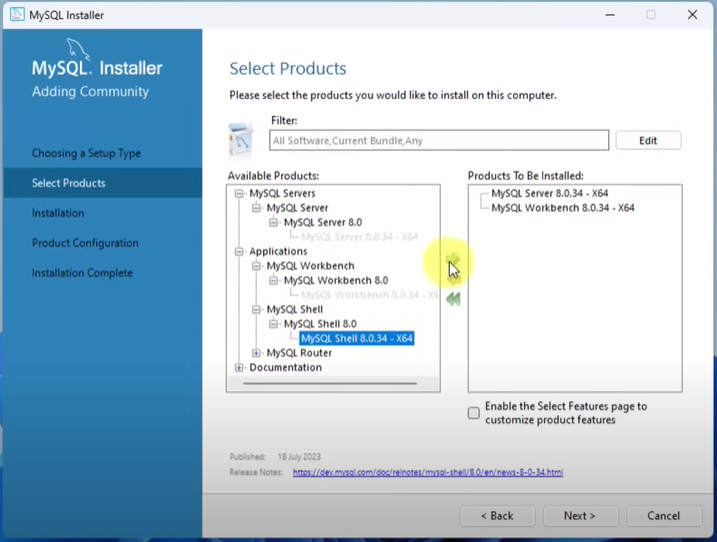 MySQL Installer
MySQL. Installer
Adding Community
Choosing a Setup Type
Select Products
Installation
Product Configuration
Installation Complete
Select Products
Please select the products you would like to install on this computer.
Filter:
All Software,Current Bundle,Any
Edit
Available Products:
MySQL Servers
MySQL Server
MySQL Server 8.0
MySQL Server 8.0.34 - X64
Applications
MySQL Workbench
MySQL Workbench 8.0
MySQL Workbench 8.0.34 - X6
MySQL Shell
MySQL Shell 8.0
MySQL Shell 8.0.34 - X64
MySQL Router
Documentation
Products To Be Installed:
MySQL Server 8.0.34 - X64
MySQL Workbench 8.0.34 - X64
Enable the Select Features page to
customize product features
Published: 18 July 2023
Release Notes: https://dev.mysql.com/doc/relnotes/mysql-shell/8.0/en/news-8-0-34.html
< Back
Next >
Cancel